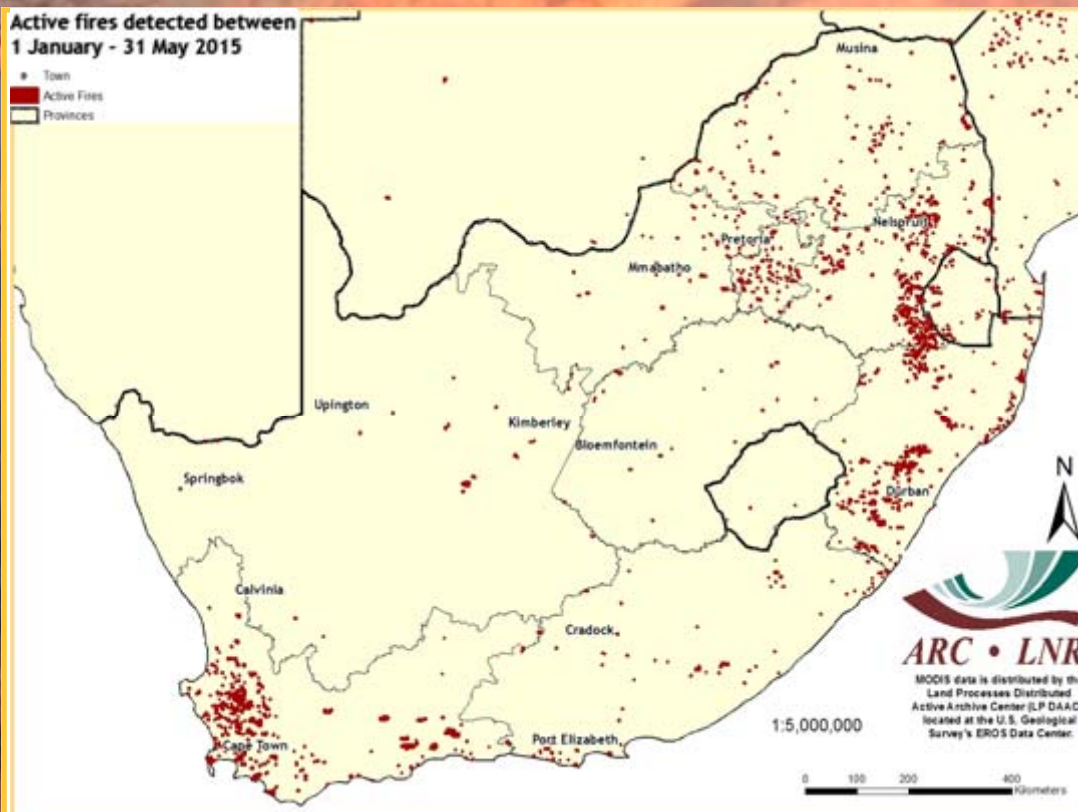 Active fires detected between
1 January - 31 May 2015
Town
Active Fires
Provinces
Musina
Nelspruit
Pretoria
Mmabatho
Upington
Kimberley
Bloemfontein
Springbok
Durban
N
Calvinia
Cradock
ARC • LNR
MODIS data is distributed by the
Land Processes Distributed
Active Archive Center (LP DAAC)
located at the U.S. Geological
Survey's EROS Data Center.
1:5,000,000
Port Elizabeth
Cape Town
0 100 200 400
Kilometers